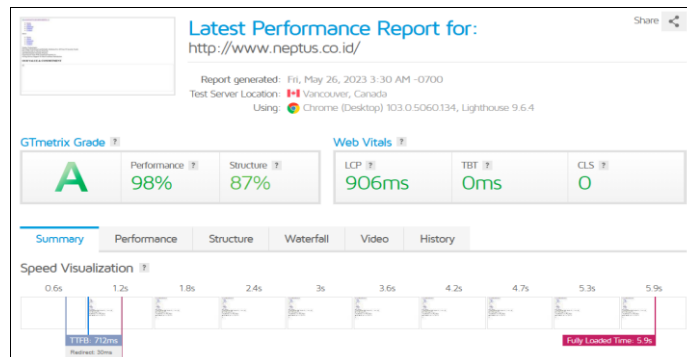 Latest Performance Report for:
Share
http://www.neptus.co.id/
Report generated: Fri, May 26, 2023 3:30 AM -0700
Test Server Location: Vancouver, Canada
Using: Chrome (Desktop) 103.0.5060.134, Lighthouse 9.6.4
GTmetrix Grade ?
Web Vitals ?
A
Performance ?
98%
Structure ?
87%
LCP ?
906ms
TBT ?
0ms
CLS ?
0
Summary Performance Structure Waterfall Video History
Speed Visualization ?
0.6s 1.2s 1.8s 2.4s 3s 3.6s 4.2s 4.7s 5.3s 5.9s
TTFB: 712ms
Fully Loaded Time: 5.9s
Redirect: 30ms